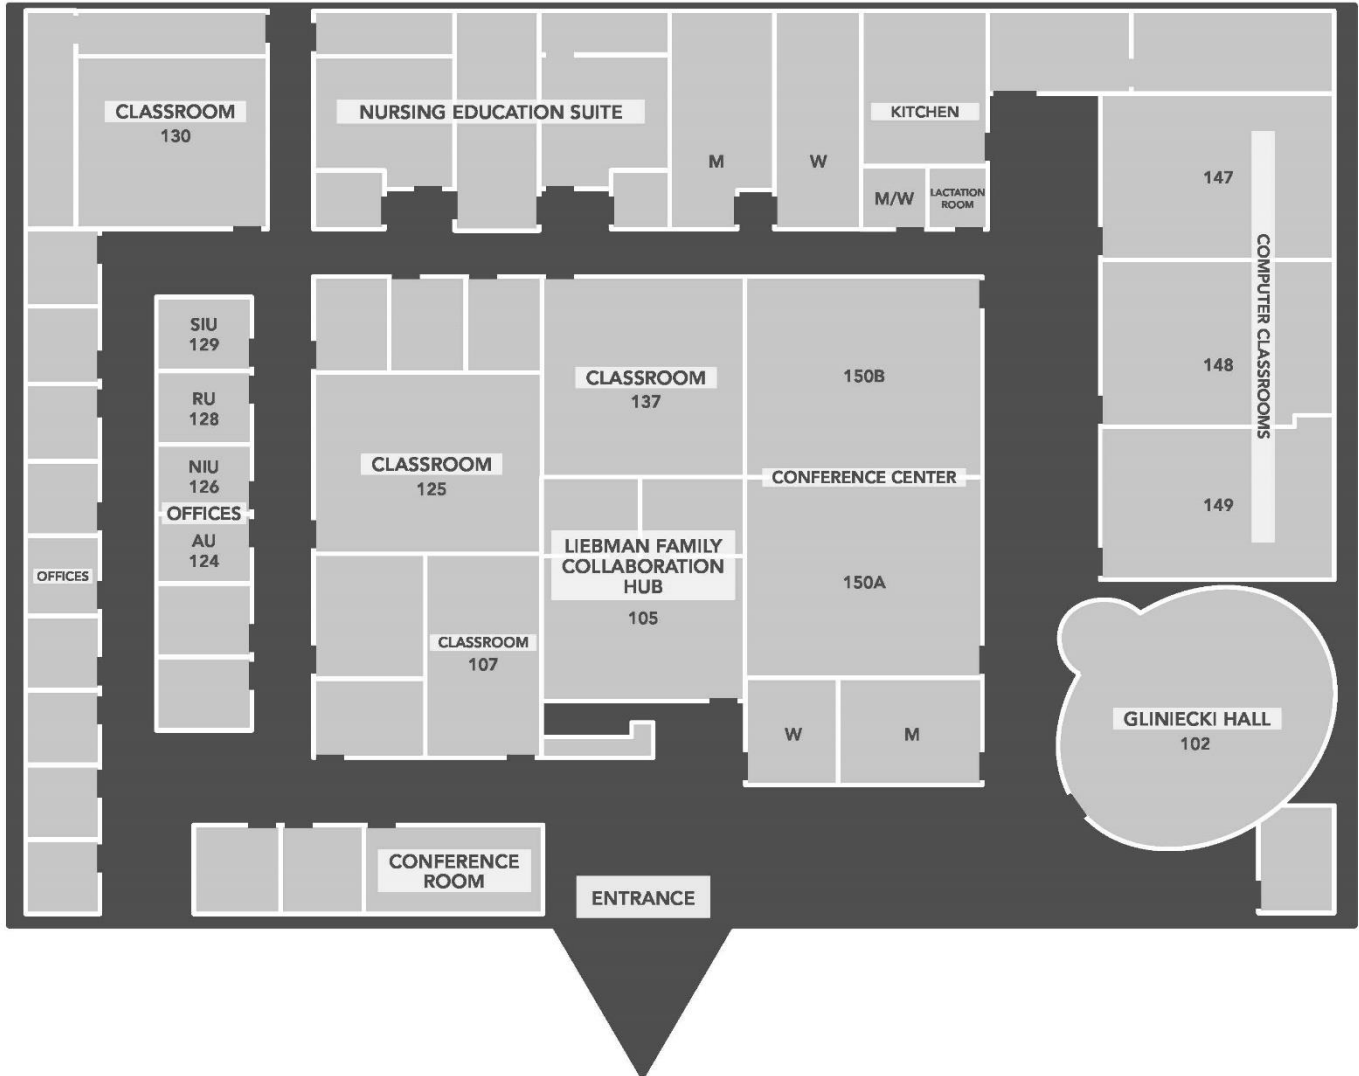 CLASSROOM
130
NURSING EDUCATION SUITE
M
W
KITCHEN
M/W
LACTATION
ROOM
147
COMPUTER CLASSROOMS
148
149
SIU
129
RU
128
NIU
126
OFFICES
AU
124
OFFICES
CLASSROOM
125
CLASSROOM
137
150B
CONFERENCE CENTER
150A
LIEBMAN FAMILY
COLLABORATION
HUB
105
CLASSROOM
107
W
M
GLINIECKI HALL
102
CONFERENCE
ROOM
ENTRANCE